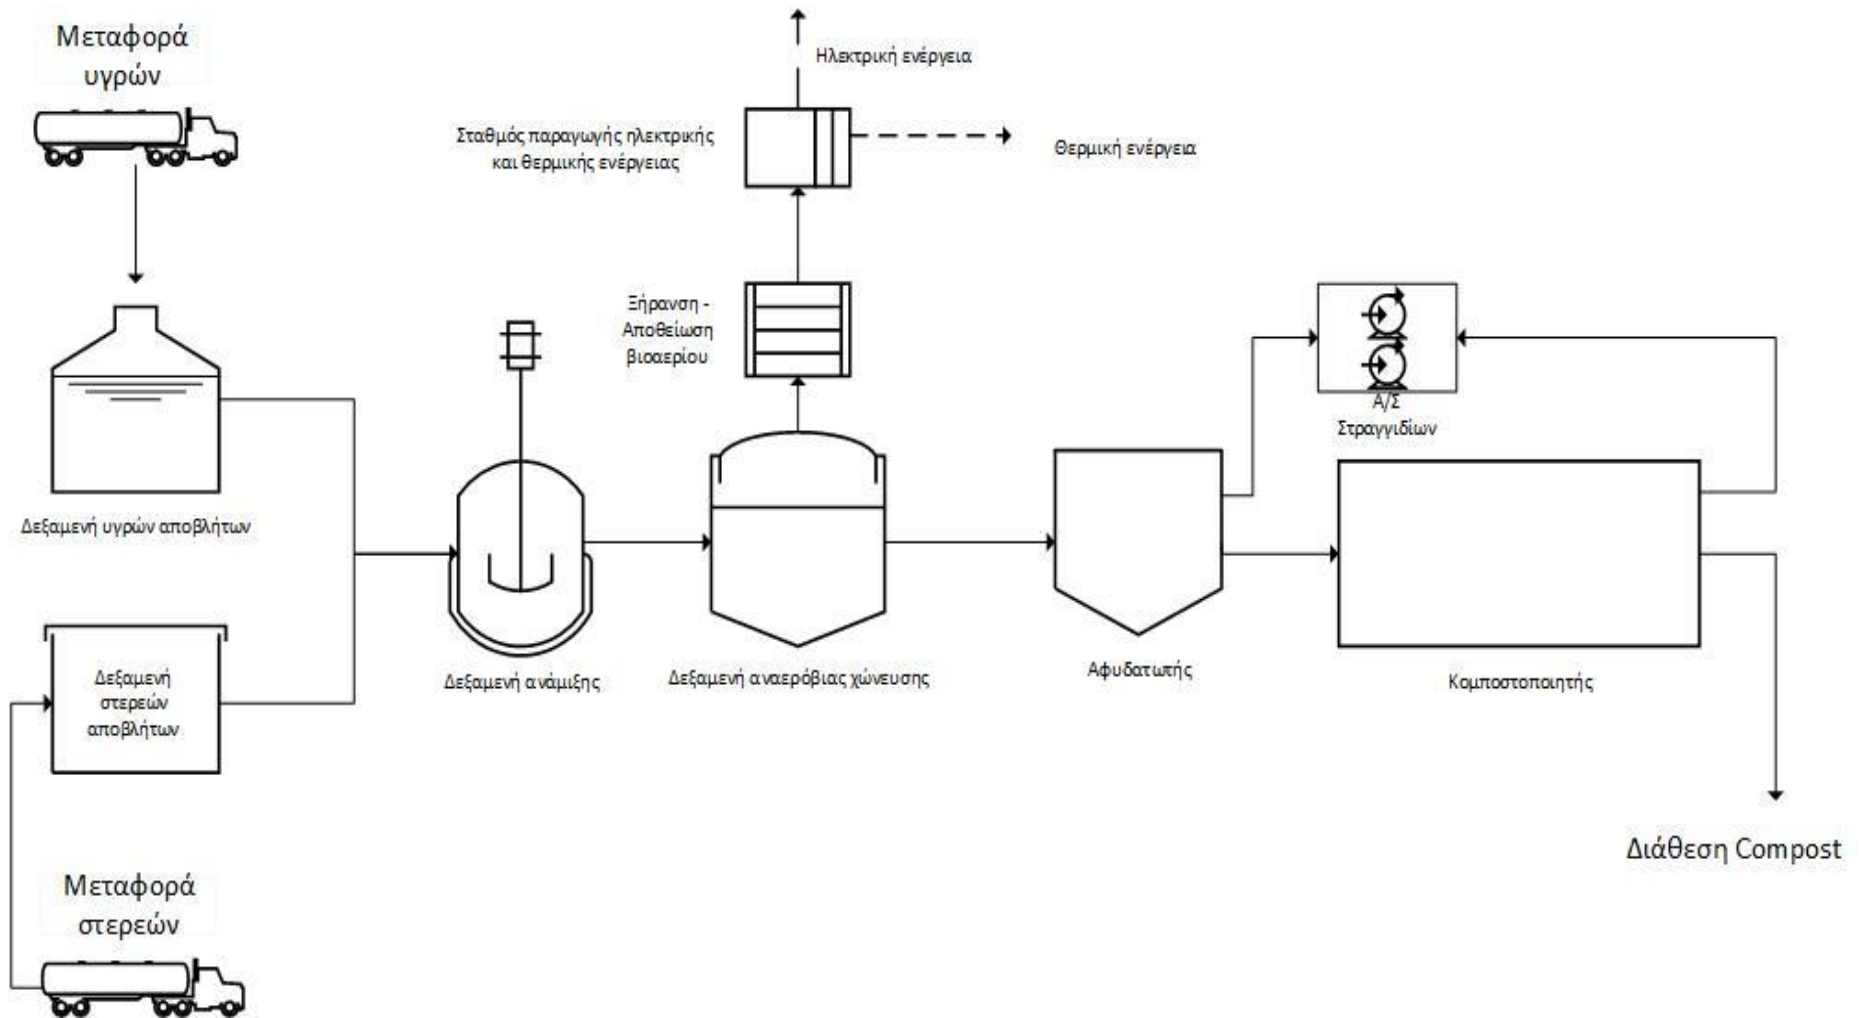 Μεταφορά
υγρών
Ηλεκτρική ενέργεια
Σταθμός παραγωγής ηλεκτρικής
και θερμικής ενέργειας
Θερμική ενέργεια
Ξήρανση -
Αποθείωση
βιοαερίου
Α/Σ
Στραγγιδίων
Δεξαμενή υγρών αποβλήτων
Δεξαμενή ανάμιξης
Δεξαμενή αναερόβιας χώνευσης
Αφυδατωτής
Κομποστοποιητής
Δεξαμενή
στερεών
αποβλήτων
Διάθεση Compost
Μεταφορά
στερεών